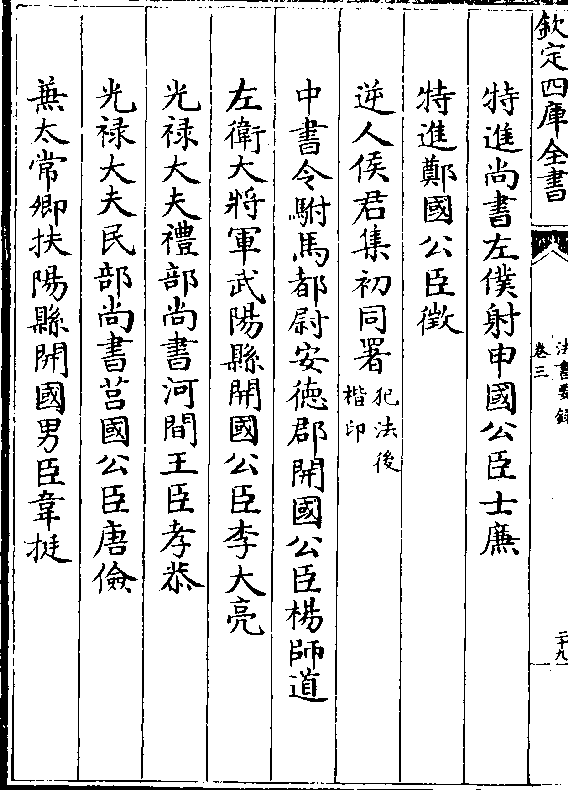 欽定四庫全書
法書要録
卷三
二十九
特進尚書左僕射申國公臣士㢘
特進鄭國公臣徵
逆人侯君集初同署犯法後
楷印
中書令駙馬都尉安徳郡開國公臣楊師道
左衛大將軍武陽縣開國公臣李大亮
光禄大夫禮部尚書河間王臣孝恭
光禄大夫民部尚書莒國公臣唐儉
兼太常卿扶陽縣開國男臣韋挺